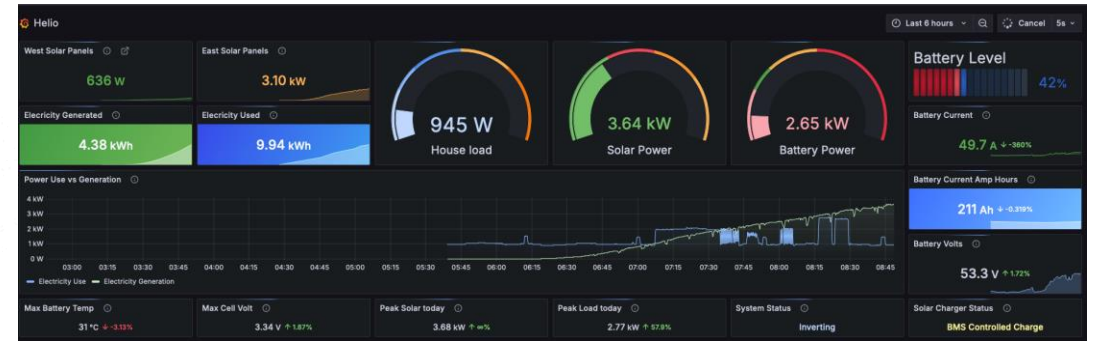 Helio
Last 6 hours
Cancel 5s
West Solar Panels
636 W
East Solar Panels
3.10 kW
945 W
House load
3.64 kW
Solar Power
2.65 kW
Battery Power
Battery Level
42%
Elecricity Generated
4.38 kWh
Elecricity Used
9.94 kWh
Battery Current
49.7 A -360%
Power Use vs Generation
4 kW
3 kW
2 kW
1 kW
0 W
03:00 03:15 03:30 03:45 04:00 04:15 04:30 04:45 05:00 05:15 05:30 05:45 06:00 06:15 06:30 06:45 07:00 07:15 07:30 07:45 08:00 08:15 08:30 08:45
Electricity Use Electricity Generation
Battery Current Amp Hours
211 Ah -0.319%
Battery Volts
53.3 V 1.72%
Max Battery Temp
31 °C -3.13%
Max Cell Volt
3.34 V 1.87%
Peak Solar today
3.68 kW ∞%
Peak Load today
2.77 kW 57.9%
System Status
Inverting
Solar Charger Status
BMS Controlled Charge